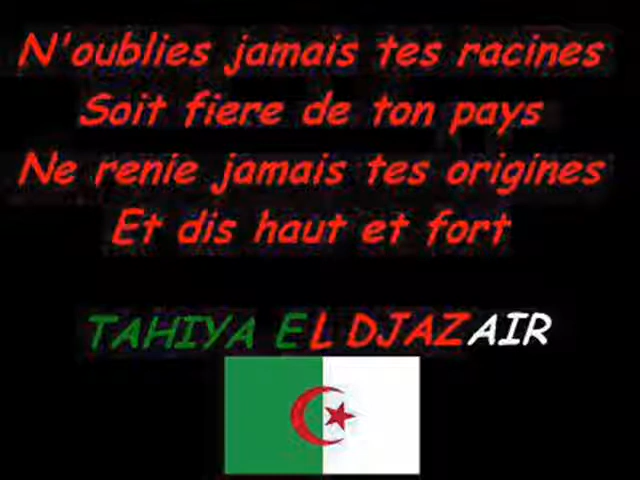 N'oublies jamais tes racines
Soit fiere de ton pays
Ne renie jamais tes origines
Et dis haut et fort
TAHIYA EL DJAZAIR